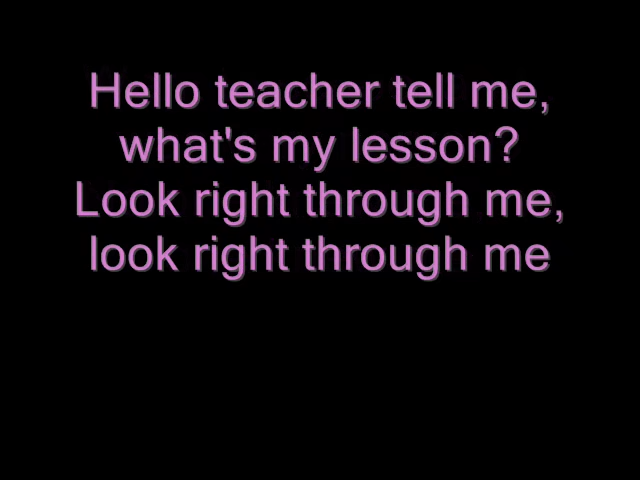 Hello teacher tell me,
what's my lesson?
Look right through me,
look right through me